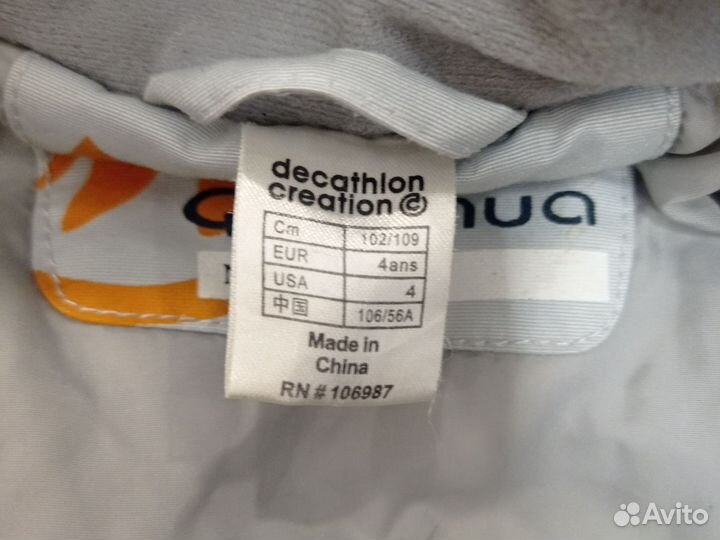 decathlon
creation ©
Cm 102/109
EUR 4ans
USA 4
中国 106/56A
Made in
China
RN # 106987
Avito